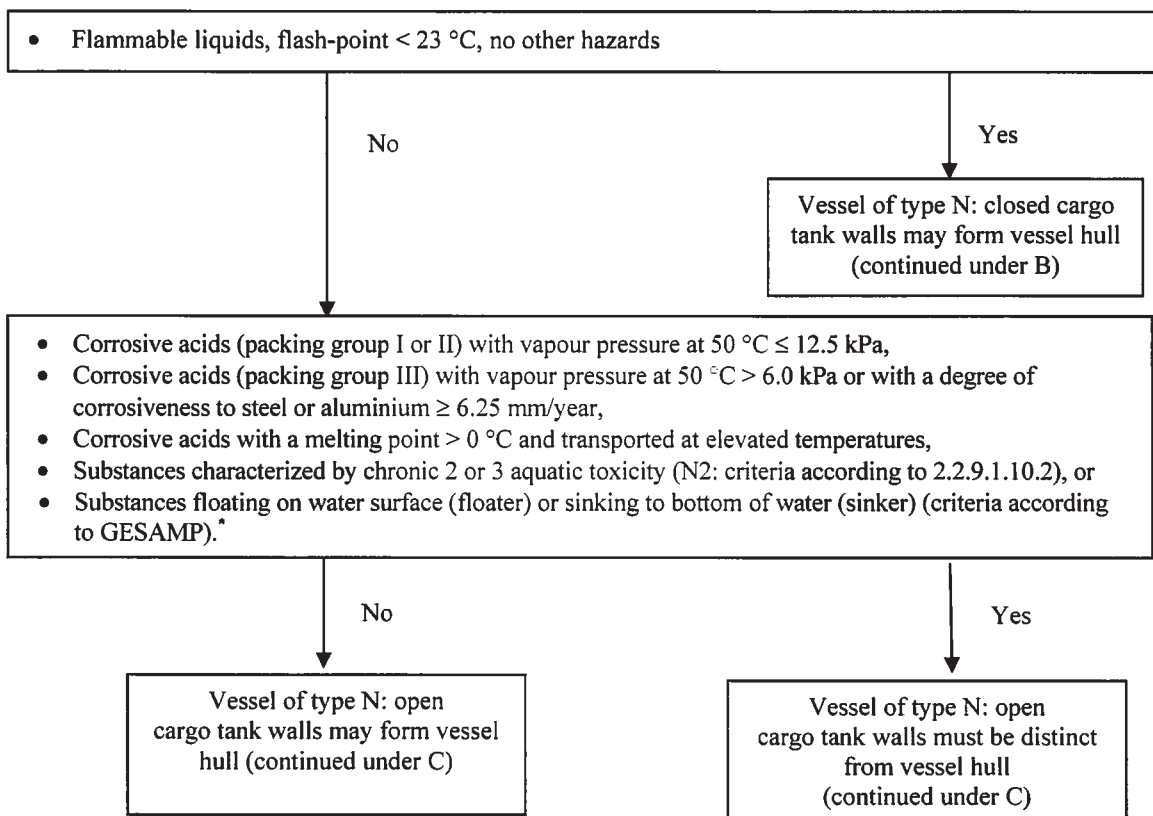 • Flammable liquids, flash-point < 23 °C, no other hazards
No
Yes
Vessel of type N: closed cargo
tank walls may form vessel hull
(continued under B)
• Corrosive acids (packing group I or II) with vapour pressure at 50 °C ≤ 12.5 kPa,
• Corrosive acids (packing group III) with vapour pressure at 50 °C > 6.0 kPa or with a degree of
corrosiveness to steel or aluminium ≥ 6.25 mm/year,
• Corrosive acids with a melting point > 0 °C and transported at elevated temperatures,
• Substances characterized by chronic 2 or 3 aquatic toxicity (N2: criteria according to 2.2.9.1.10.2), or
• Substances floating on water surface (floater) or sinking to bottom of water (sinker) (criteria according
to GESAMP).*
No
Yes
Vessel of type N: open
cargo tank walls may form vessel
hull (continued under C)
Vessel of type N: open
cargo tank walls must be distinct
from vessel hull
(continued under C)